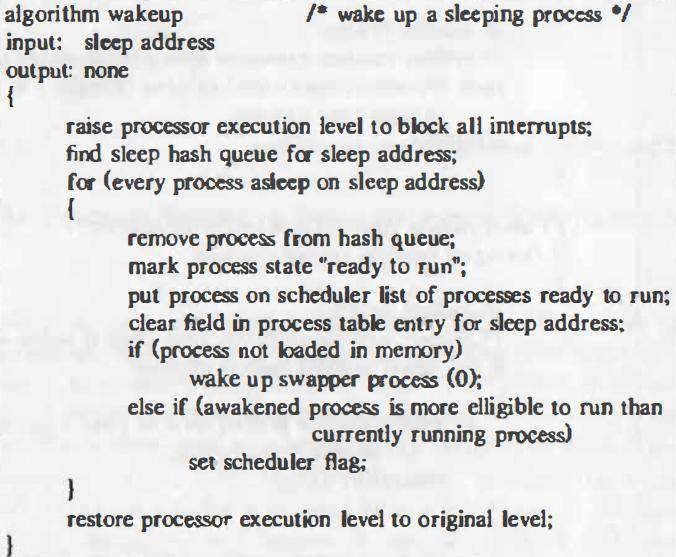 algorithm wakeup /* wake up a sleeping process */
input: sleep address
output: none
{
raise processor execution level to block all interrupts;
find sleep hash queue for sleep address;
for (every process asleep on sleep address)
{
remove process from hash queue;
mark process state "ready to run";
put process on scheduler list of processes ready to run;
clear field in process table entry for sleep address;
if (process not loaded in memory)
wake up swapper process (0);
else if (awakened process is more elligible to run than
currently running process)
set scheduler flag;
}
restore processor execution level to original level;
}